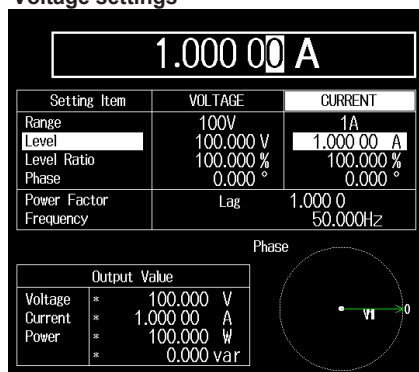 Voltage settings
1.000 00 A
Setting Item VOLTAGE CURRENT
Range 100V 1A
Level 100.000 V 1.000 00 A
Level Ratio 100.000 % 100.000 %
Phase 0.000 ° 0.000 °
Power Factor Lag 1.000 0
Frequency 50.000Hz
Phase
Output Value
Voltage * 100.000 V
Current * 1.000 00 A
Power * 100.000 W
* 0.000 var
0